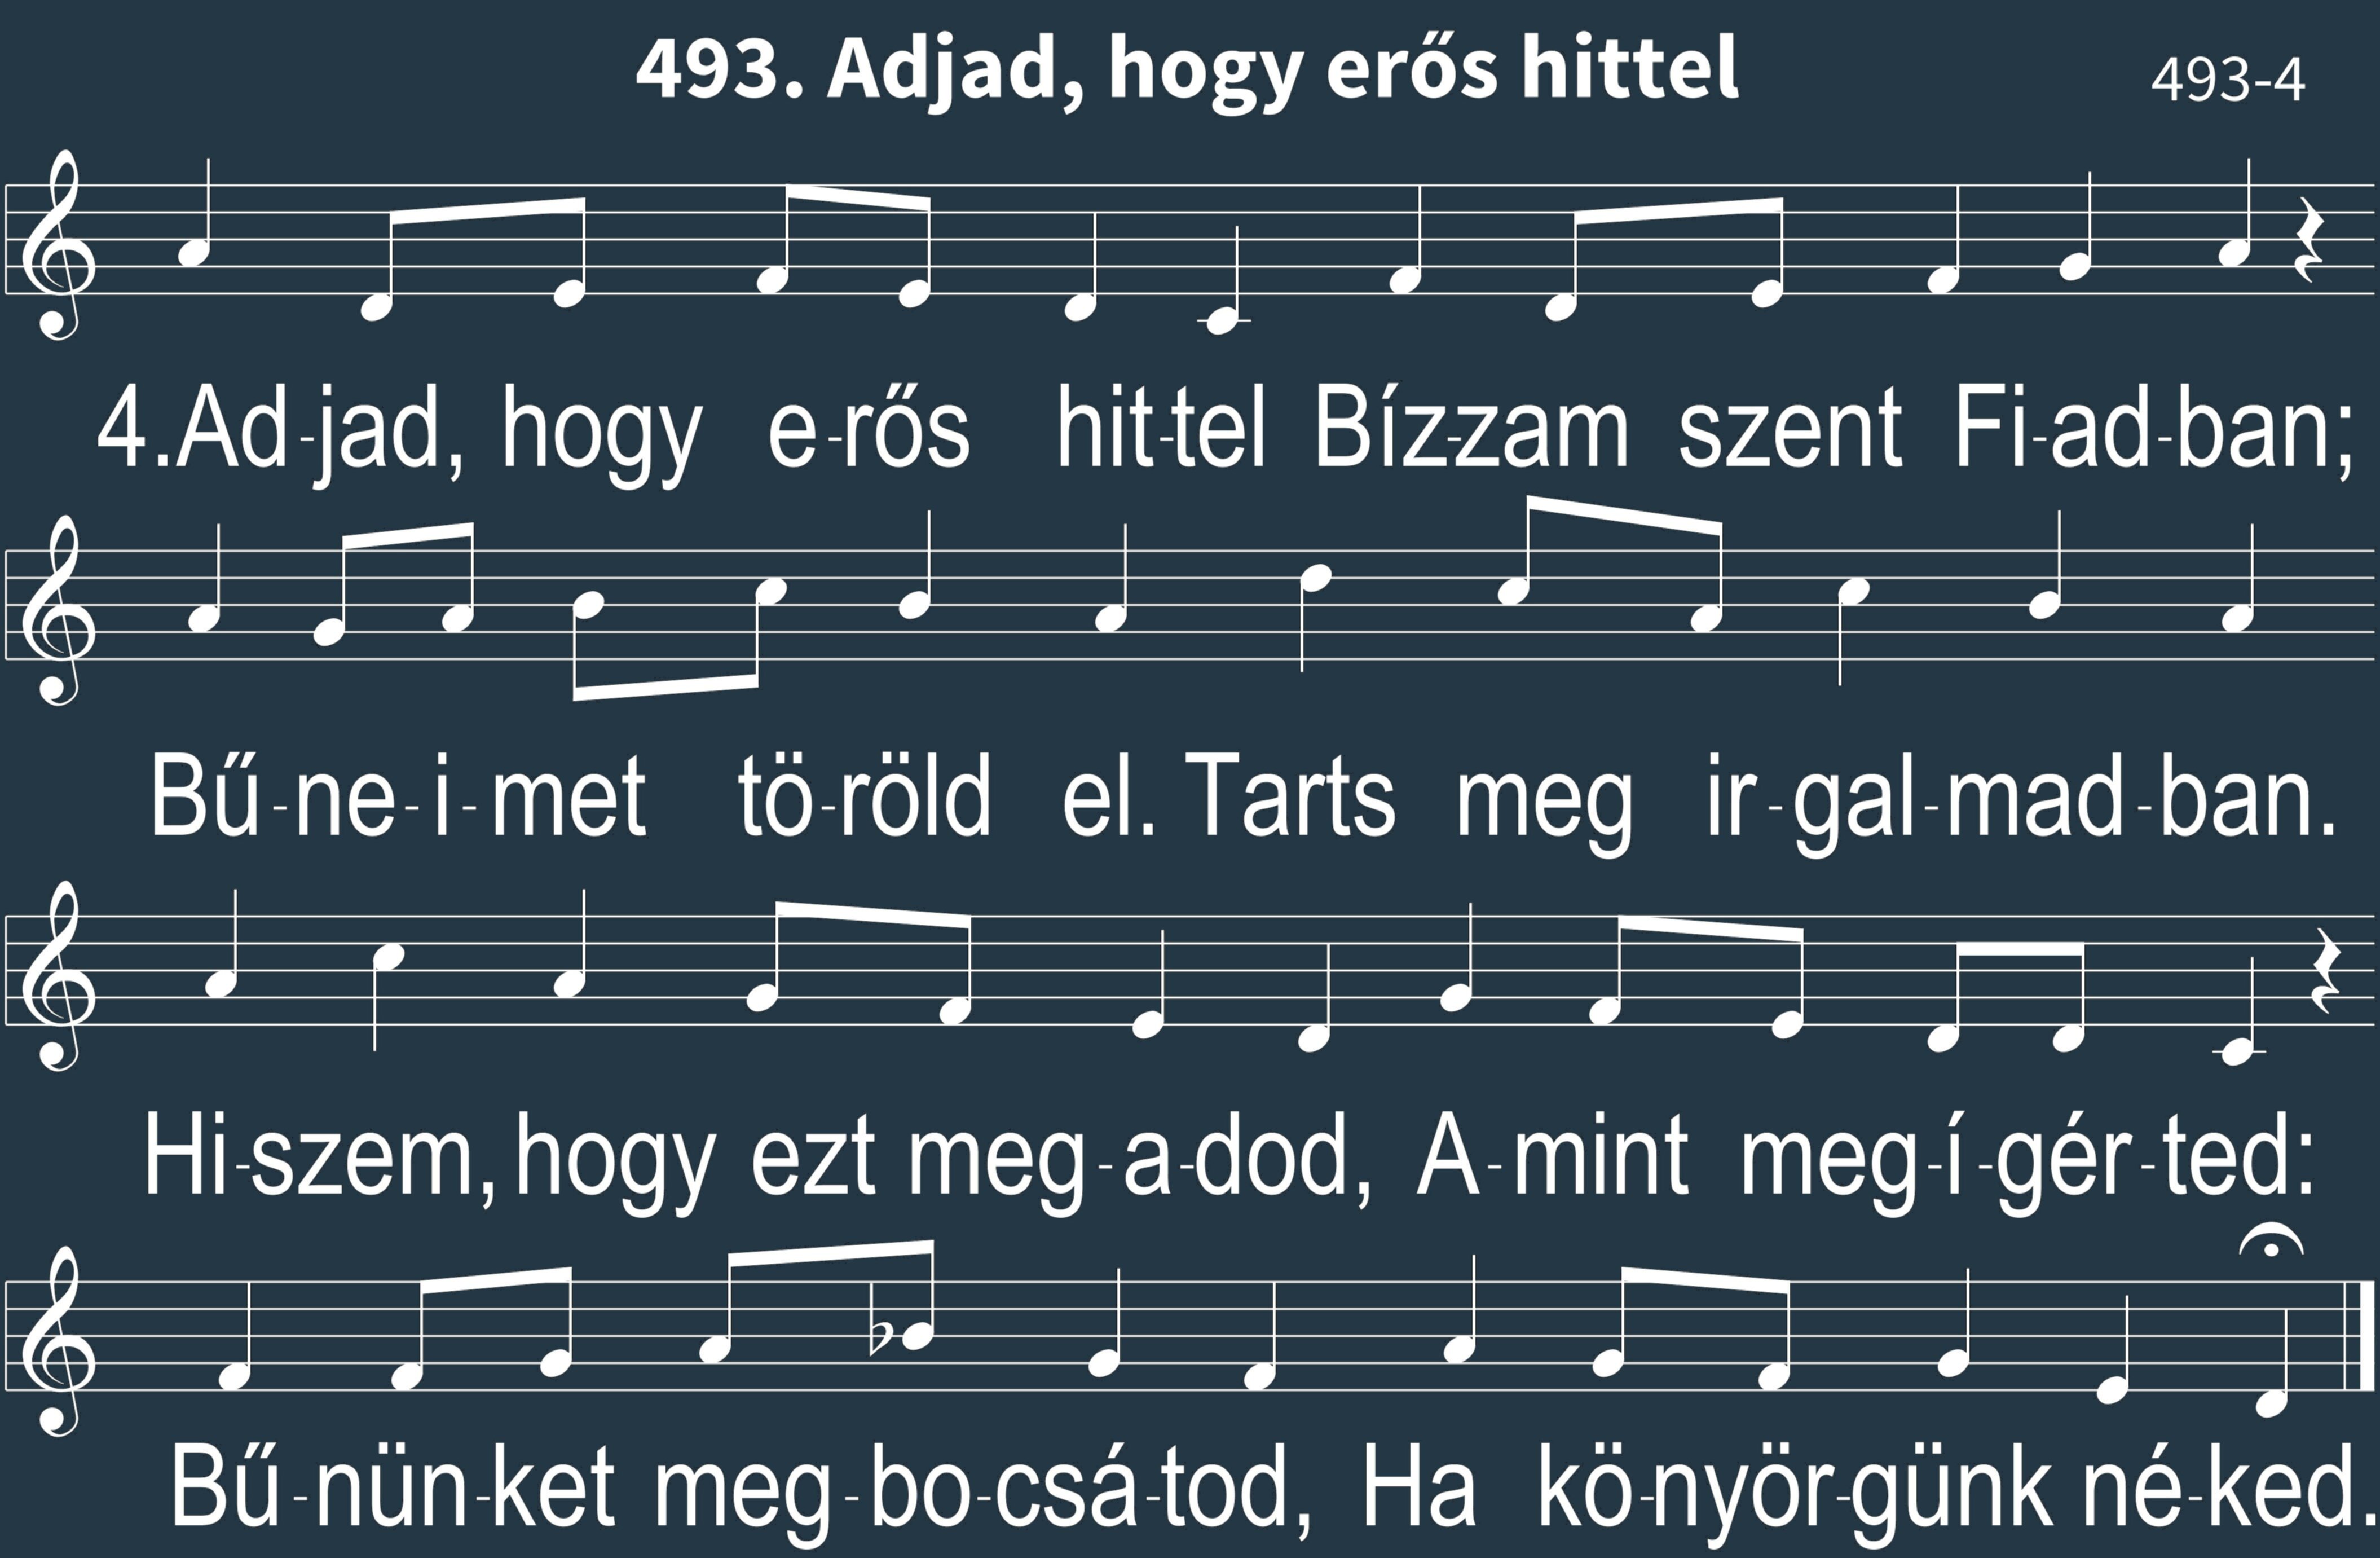 493. Adjad, hogy erős hittel
493-4
4.Ad-jad, hogy e-rős hit-tel Bíz-zam szent Fi-ad-ban;
Bű-ne-i-met tö-röld el. Tarts meg ir-gal-mad-ban.
Hi-szem, hogy ezt meg-a-dod, A-mint meg-í-gér-ted:
Bű-nün-ket meg-bo-csá-tod, Ha kö-nyör-günk né-ked.